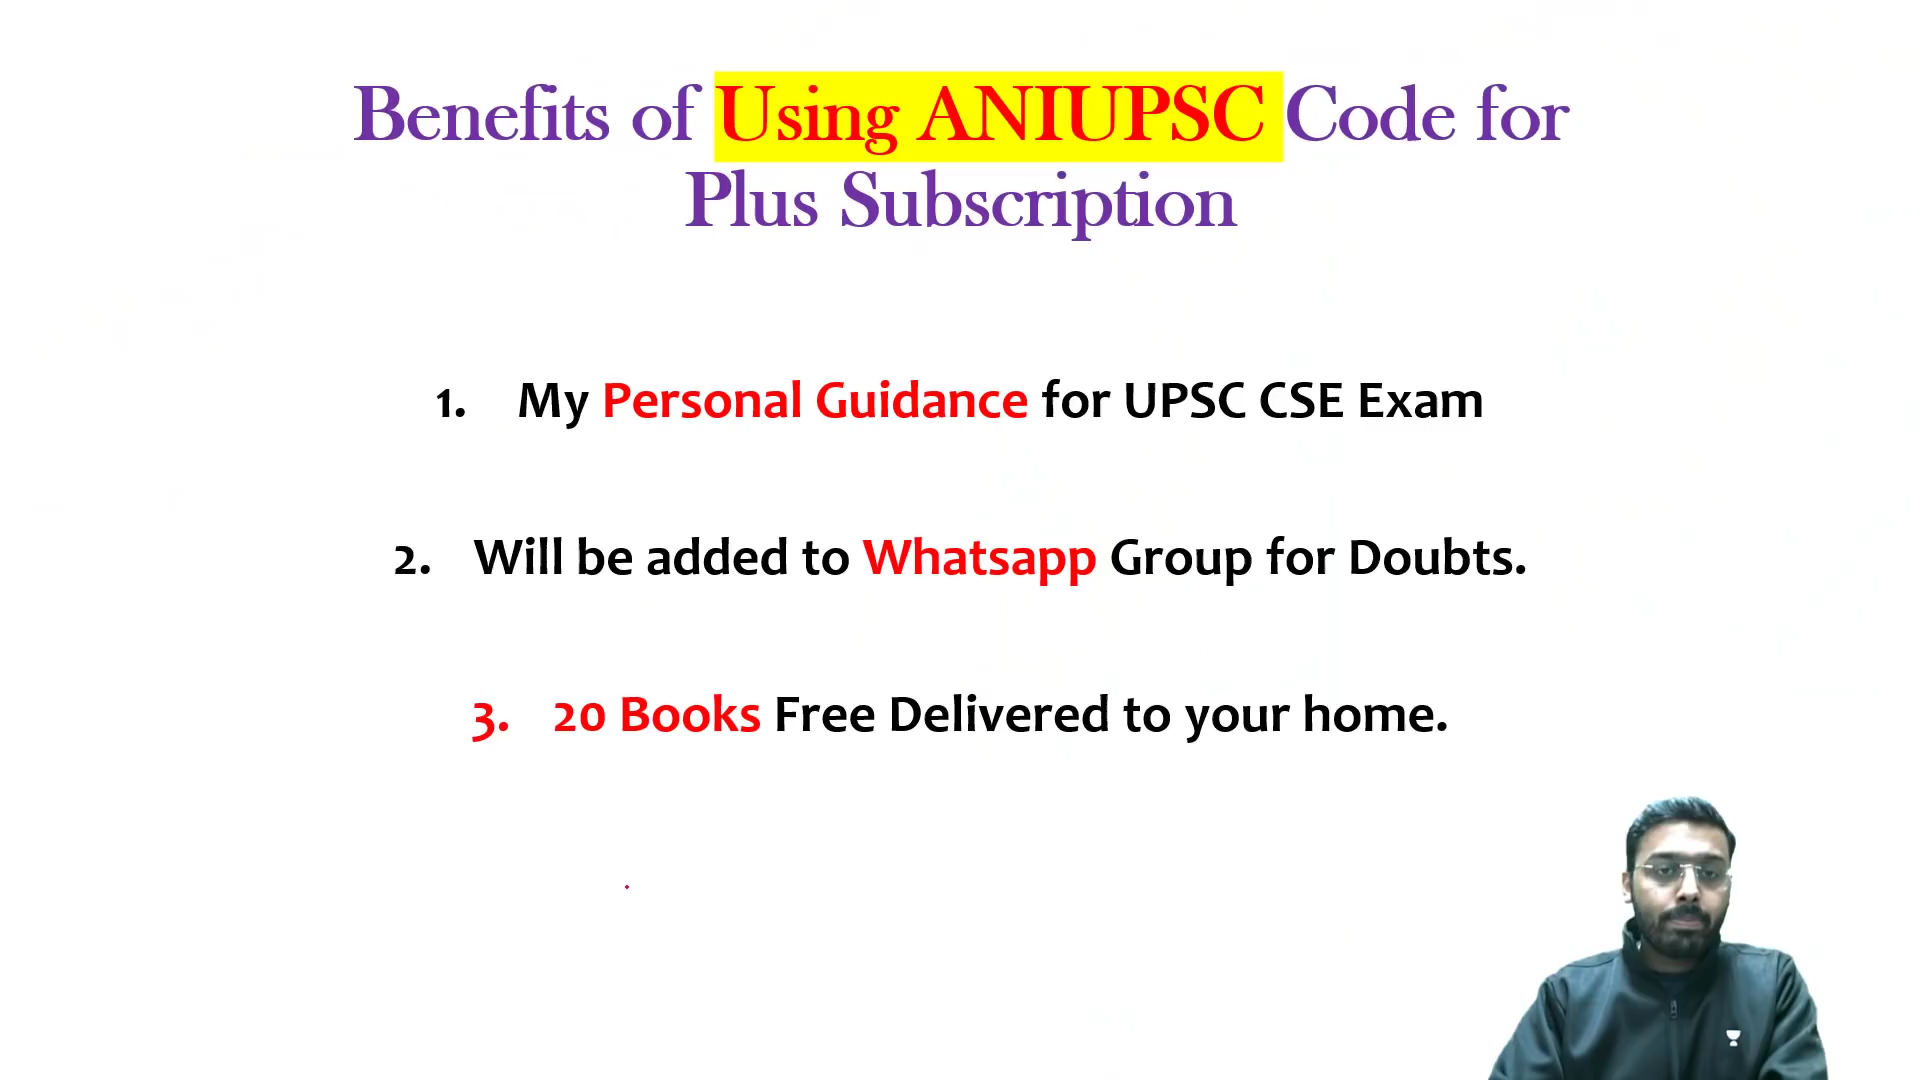 Benefits of Using ANIUPSC Code for
Plus Subscription
1. My Personal Guidance for UPSC CSE Exam
2. Will be added to Whatsapp Group for Doubts.
3. 20 Books Free Delivered to your home.